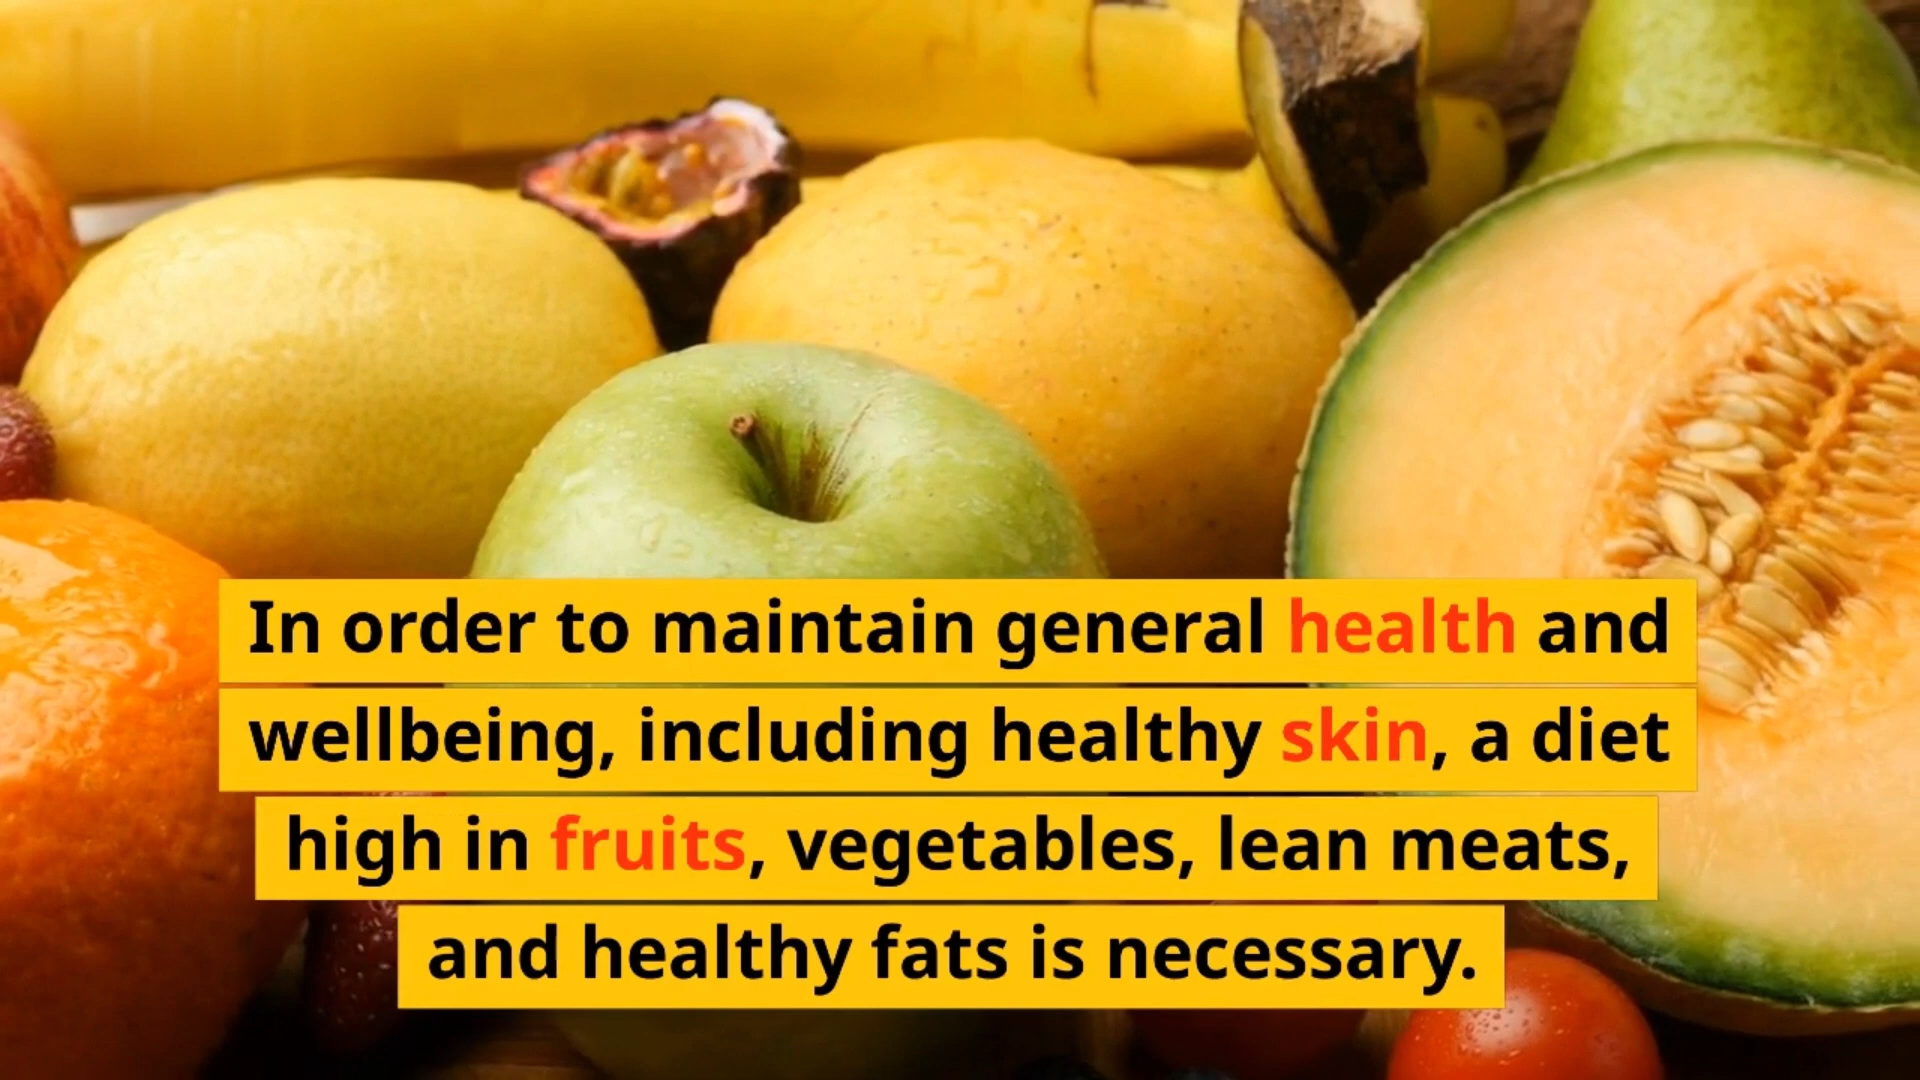 In order to maintain general health and
wellbeing, including healthy skin, a diet
high in fruits, vegetables, lean meats,
and healthy fats is necessary.